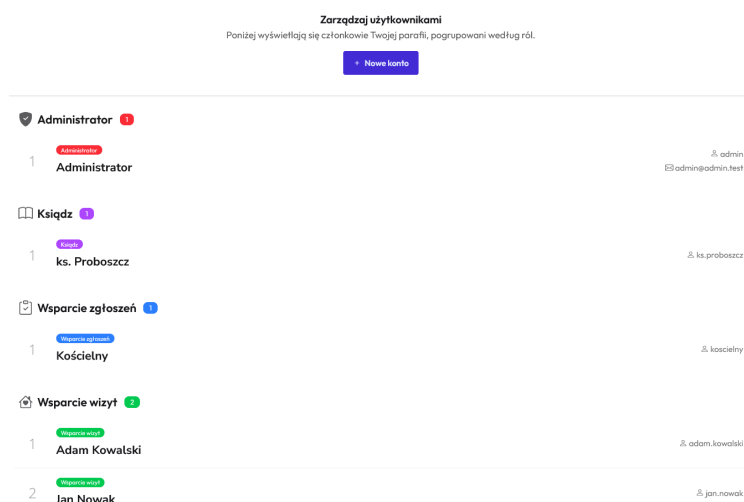 Zarządzaj użytkownikami
Poniżej wyświetlają się członkowie Twojej parafii, pogrupowani według ról.
+ Nowe konto
Administrator 1
Administrator
1 Administrator
admin
admin@admin.test
Ksiądz 1
Ksiądz
1 ks. Proboszcz
ks.proboszcz
Wsparcie zgłoszeń 1
Wsparcie zgłoszeń
1 Kościelny
koscielny
Wsparcie wizyt 2
Wsparcie wizyt
1 Adam Kowalski
adam.kowalski
Wsparcie wizyt
2 Jan Nowak
jan.nowak